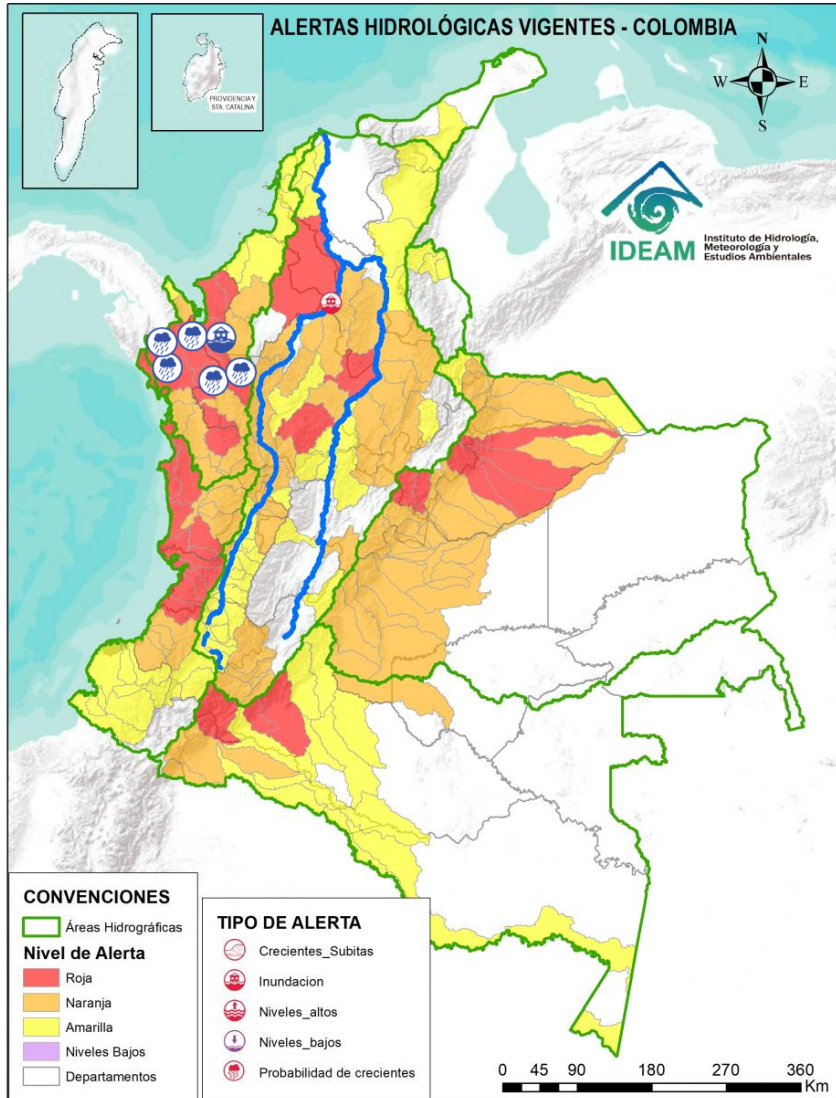 ALERTAS HIDROLÓGICAS VIGENTES - COLOMBIA
PROVIDENCIA Y
STA. CATALINA
N
W
E
S
IDEAM
Instituto de Hidrología,
Meteorología y
Estudios Ambientales
CONVENCIONES
Áreas Hidrográficas
Nivel de Alerta
Roja
Naranja
Amarilla
Niveles Bajos
Departamentos
TIPO DE ALERTA
Crecientes_Subitas
Inundacion
Niveles_altos
Niveles_bajos
Probabilidad de crecientes
0 45 90 180 270 360
Km